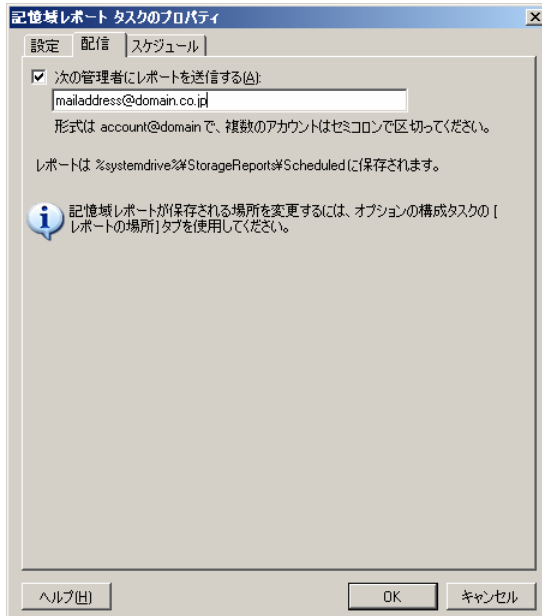 記憶域レポート タスクのプロパティ
設定 配信 スケジュール
次の管理者にレポートを送信する(A):
mailaddress@domain.co.jp
形式は account@domain で、複数のアカウントはセミコロンで区切ってください。
レポートは %systemdrive%¥StorageReports¥Scheduled に保存されます。
記憶域レポートが保存される場所を変更するには、オプションの構成タスクの [
レポートの場所] タブを使用してください。
ヘルプ(H) OK キャンセル